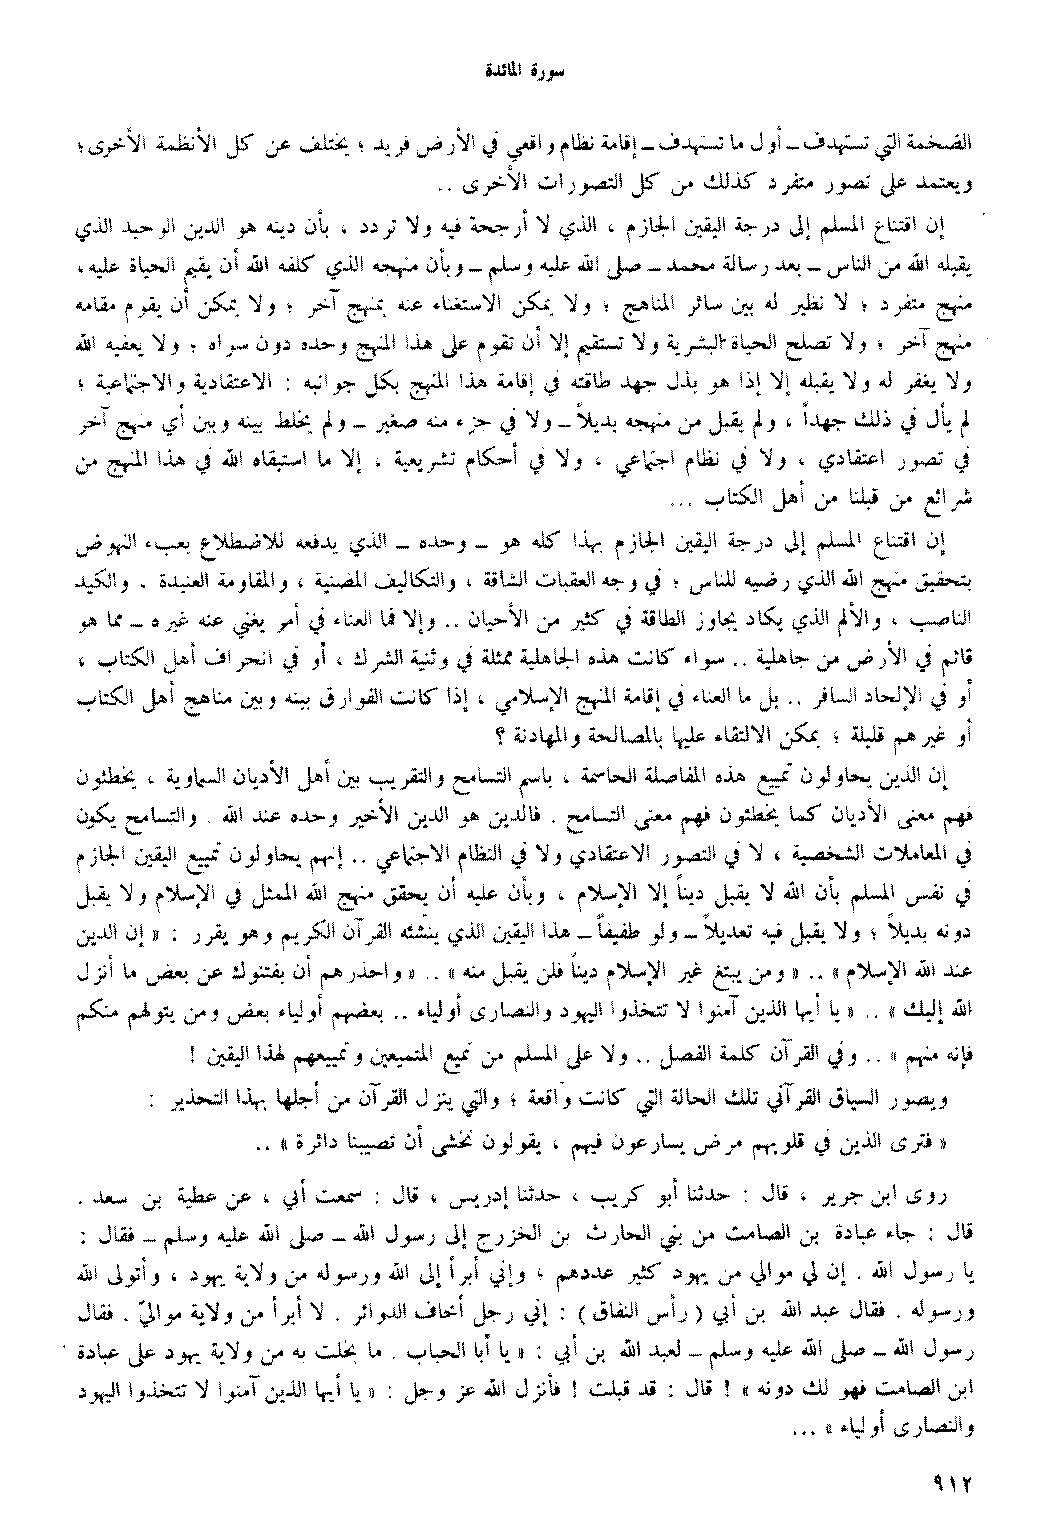 سورة المائدة
الضخمة التي تستهدف – أول ما تستهدف – إقامة نظام واقعي في الأرض فريد ؛ يختلف عن كل الأنظمة الأخرى؛
ويعتمد على تصور متفرد كذلك من كل التصورات الأخرى ..
إن اقتناع المسلم إلى درجة اليقين الجازم ، الذي لا أرجحة فيه ولا تردد ، بأن دينه هو الدين الوحيد الذي
يقبله الله من الناس – بعد رسالة محمد – صلى الله عليه وسلم – وبأن منهجه الذي كلفه الله أن يقيم الحياة عليه،
منهج متفرد ؛ لا نظير له بين سائر المناهج ؛ ولا يمكن الاستغناء عنه بمنهج آخر ؛ ولا يمكن أن يقوم مقامه
منهج آخر ؛ ولا تصلح الحياة البشرية ولا تستقيم إلا أن تقوم على هذا المنهج وحده دون سواه ؛ ولا يعفيه الله
ولا يغفر له ولا يقبله إلا إذا هو بذل جهد طاقته في إقامة هذا المنهج بكل جوانبه : الاعتقادية والاجتماعية ؛
لم يأل في ذلك جهداً ، ولم يقبل من منهجه بديلاً – ولا في جزء منه صغير – ولم يخلط بينه وبين أي منهج آخر
في تصور اعتقادي ، ولا في نظام اجتماعي ، ولا في أحكام تشريعية ، إلا ما استبقاه الله في هذا المنهج من
شرائع من قبلنا من أهل الكتاب ...
إن اقتناع المسلم إلى درجة اليقين الجازم بهذا كله هو – وحده – الذي يدفعه للاضطلاع بعبء النهوض
بتحقيق منهج الله الذي رضيه للناس ؛ في وجه العقبات الشاقة ، والتكاليف المضنية ، والمقاومة العنيدة . والكيد
الناصب ، والألم الذي يكاد يجاوز الطاقة في كثير من الأحيان .. وإلا فما العناء في أمر يغني عنه غيره – مما هو
قائم في الأرض من جاهلية .. سواء كانت هذه الجاهلية ممثلة في وثنية الشرك ، أو في انحراف أهل الكتاب ،
أو في الإلحاد السافر .. بل ما العناء في إقامة المنهج الإسلامي ، إذا كانت الفوارق بينه وبين مناهج أهل الكتاب
أو غيرهم قليلة ؛ يمكن الالتقاء عليها بالمصالحة والمهادنة ؟
إن الذين يحاولون تمييع هذه المفاصلة الحاسمة ، باسم التسامح والتقريب بين أهل الأديان السماوية ، يخطئون
فهم معنى الأديان كما يخطئون فهم معنى التسامح . فالدين هو الدين الأخير وحده عند الله . والتسامح يكون
في المعاملات الشخصية ، لا في التصور الاعتقادي ولا في النظام الاجتماعي .. إنهم يحاولون تمييع اليقين الجازم
في نفس المسلم بأن الله لا يقبل ديناً إلا الإسلام ، وبأن عليه أن يحقق منهج الله الممثل في الإسلام ولا يقبل
دونه بديلاً ؛ ولا يقبل فيه تعديلاً – ولو طفيفاً – هذا اليقين الذي ينشئه القرآن الكريم وهو يقرر : « إن الدين
عند الله الإسلام » .. « ومن يبتغ غير الإسلام ديناً فلن يقبل منه » .. « واحذرهم أن يفتنوك عن بعض ما أنزل
الله إليك » .. « يا أيها الذين آمنوا لا تتخذوا اليهود والنصارى أولياء .. بعضهم أولياء بعض ومن يتولهم منكم
فإنه منهم » .. وفي القرآن كلمة الفصل .. ولا على المسلم من تميع المتميعين وتمييعهم لهذا اليقين !
ويصور السياق القرآني تلك الحالة التي كانت واقعة ؛ والتي ينزل القرآن من أجلها بهذا التحذير :
« فترى الذين في قلوبهم مرض يسارعون فيهم ، يقولون نخشى أن تصيبنا دائرة » ..
روى ابن جرير ، قال : حدثنا أبو كريب ، حدثنا إدريس ، قال : سمعت أبي ، عن عطية بن سعد .
قال : جاء عبادة بن الصامت من بني الحارث بن الخزرج إلى رسول الله – صلى الله عليه وسلم – فقال :
يا رسول الله . إن لي موالي من يهود كثير عددهم ؛ وإني أبرأ إلى الله ورسوله من ولاية يهود ، وأتولى الله
ورسوله . فقال عبد الله بن أبي (رأس النفاق) : إني رجل أخاف الدوائر . لا أبرأ من ولاية مواليّ . فقال
رسول الله – صلى الله عليه وسلم – لعبد الله بن أبي : « يا أبا الحباب . ما بخلت به من ولاية يهود على عبادة
ابن الصامت فهو لك دونه » ! قال : قد قبلت ! فأنزل الله عز وجل : « يا أيها الذين آمنوا لا تتخذوا اليهود
والنصارى أولياء » ...
٩١٢